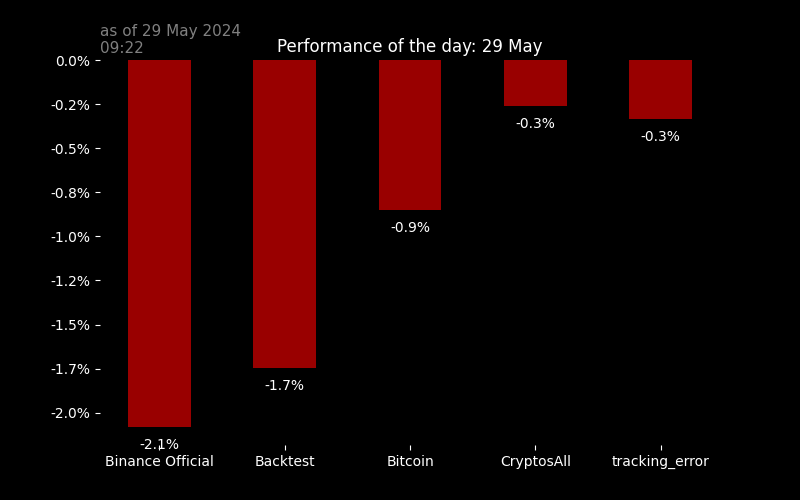 as of 29 May 2024
09:22
Performance of the day: 29 May
0.0%
-0.2%
-0.5%
-0.8%
-1.0%
-1.2%
-1.5%
-1.7%
-2.0%
-2.1%
-1.7%
-0.9%
-0.3%
-0.3%
Binance Official
Backtest
Bitcoin
CryptosAll
tracking_error